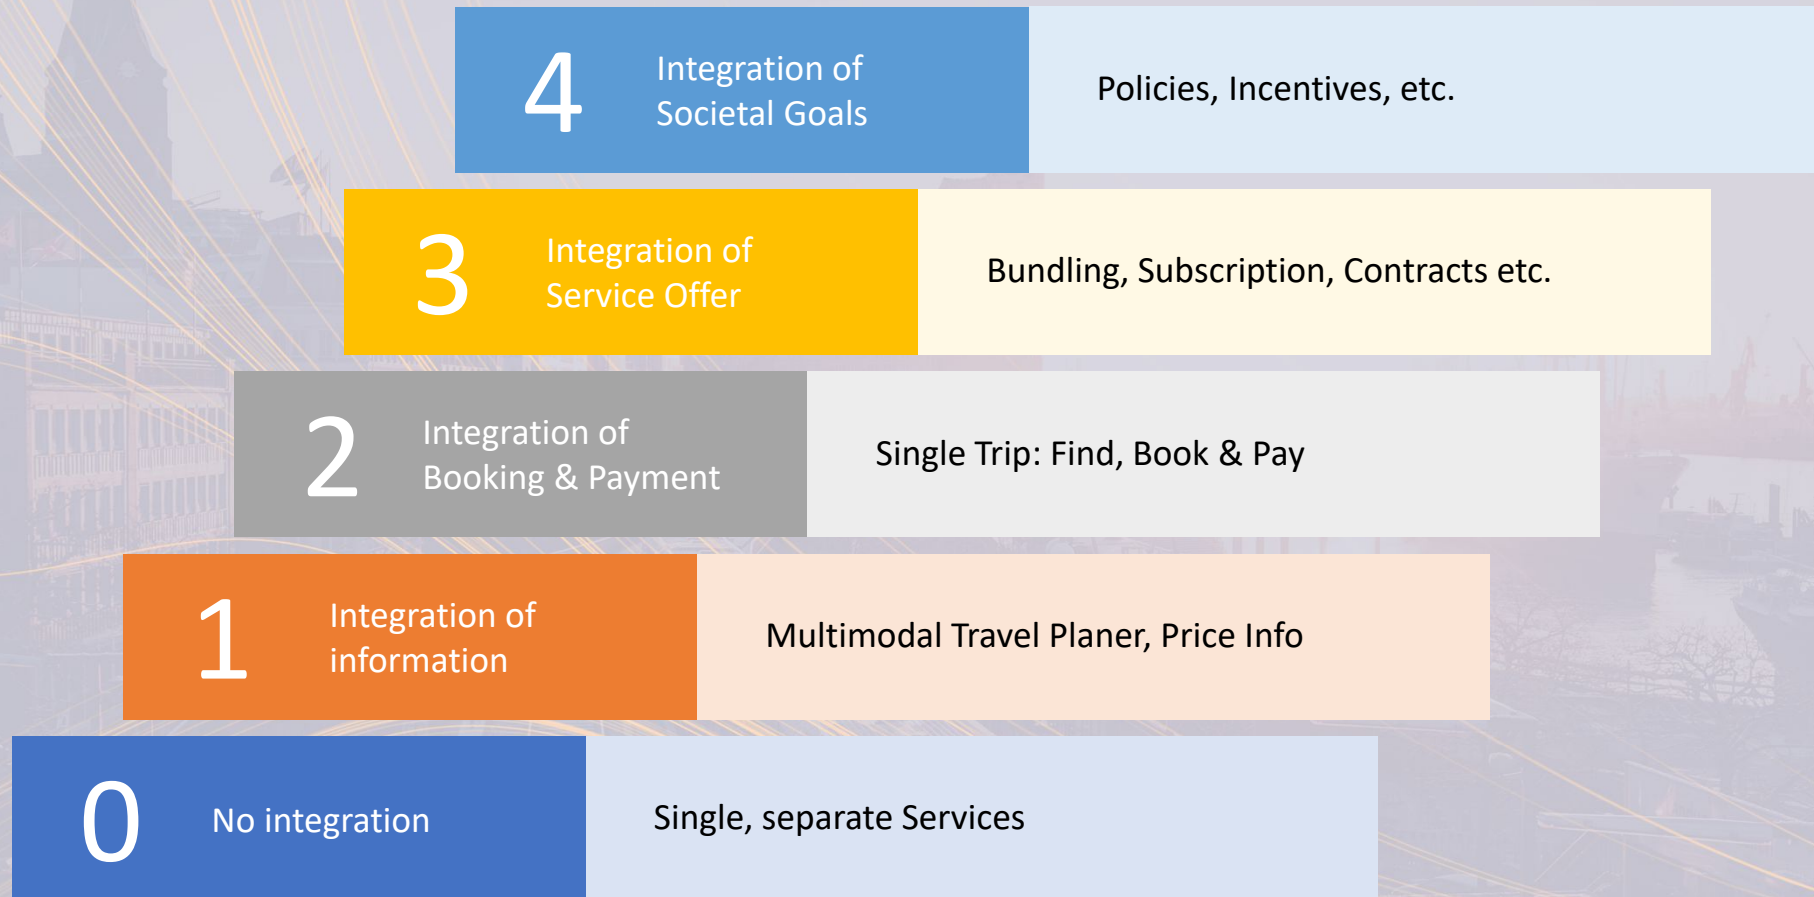 4
Integration of
Societal Goals
Policies, Incentives, etc.
3
Integration of
Service Offer
Bundling, Subscription, Contracts etc.
2
Integration of
Booking & Payment
Single Trip: Find, Book & Pay
1
Integration of
information
Multimodal Travel Planer, Price Info
0
No integration
Single, separate Services